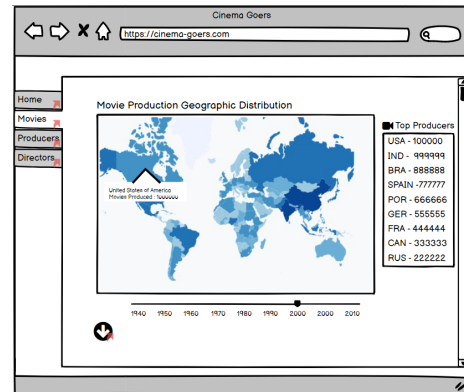 Cinema Goers
https://cinema-goers.com
Home
Movies
Producers
Directors
Movie Production Geographic Distribution
United States of America
Movies Produced : 1000000
Top Producers
USA - 100000
IND - 999999
BRA - 888888
SPAIN -777777
POR - 666666
GER - 555555
FRA - 444444
CAN - 333333
RUS - 222222
1940 1950 1960 1970 1980 1990 2000 2000 2010